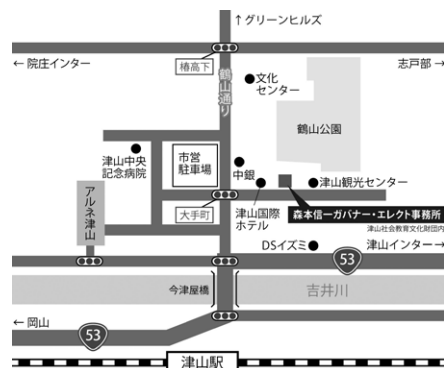 ↑グリーンヒルズ
←院庄インター
椿高下
志戸部→
鶴山通り
文化
センター
鶴山公園
津山中央
記念病院
市営
駐車場
中銀
アルネ津山
大手町
津山国際
ホテル
津山観光センター
森本信一ガバナー・エレクト事務所
津山社会教育文化財団内
DSイズミ
津山インター→
53
今津屋橋
吉井川
←岡山
53
津山駅